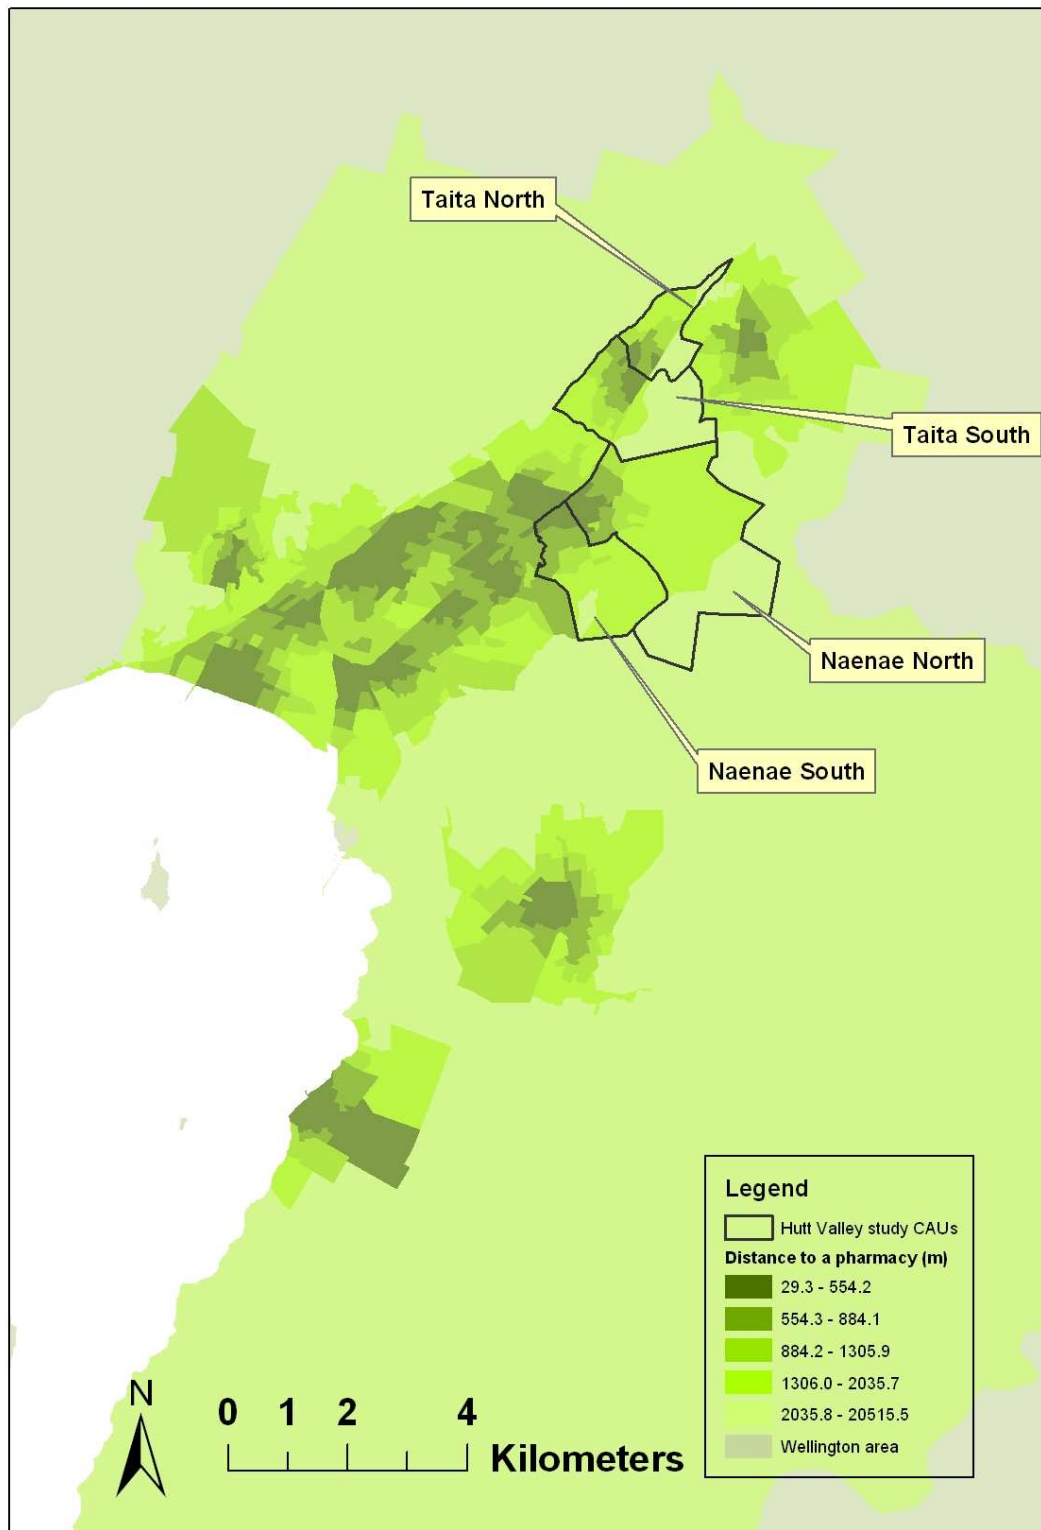 Taita North
Taita South
Naenae North
Naenae South
Legend
Hutt Valley study CAUs
Distance to a pharmacy (m)
29.3 - 554.2
554.3 - 884.1
884.2 - 1305.9
1306.0 - 2035.7
2035.8 - 20515.5
Wellington area
N
0 1 2 4
Kilometers